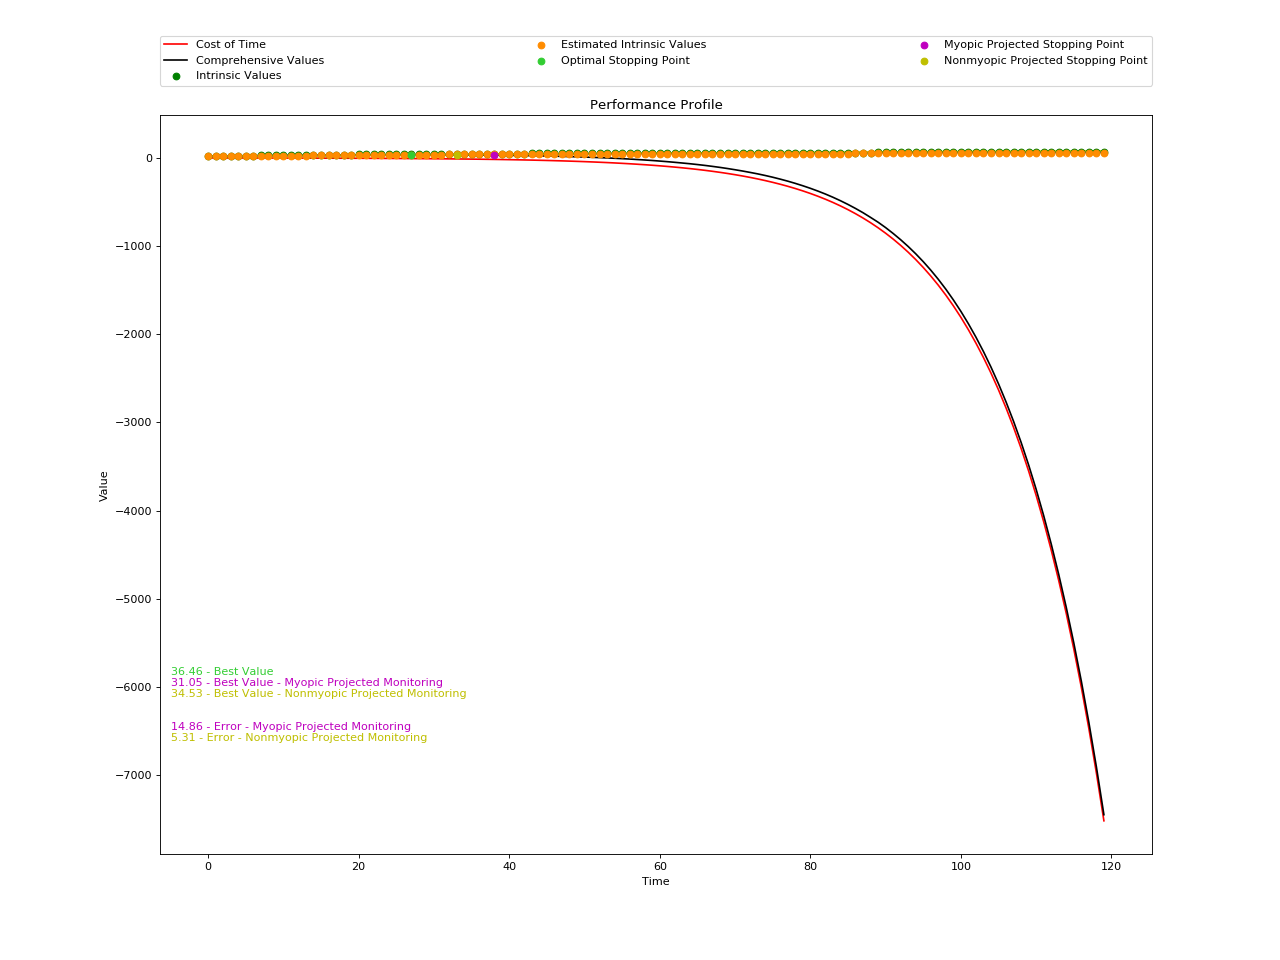 Cost of Time
Comprehensive Values
Intrinsic Values
Estimated Intrinsic Values
Optimal Stopping Point
Myopic Projected Stopping Point
Nonmyopic Projected Stopping Point
Performance Profile
0
−1000
−2000
−3000
−4000
−5000
−6000
−7000
Value
36.46 - Best Value
31.05 - Best Value - Myopic Projected Monitoring
34.53 - Best Value - Nonmyopic Projected Monitoring
14.86 - Error - Myopic Projected Monitoring
5.31 - Error - Nonmyopic Projected Monitoring
0 20 40 60 80 100 120
Time